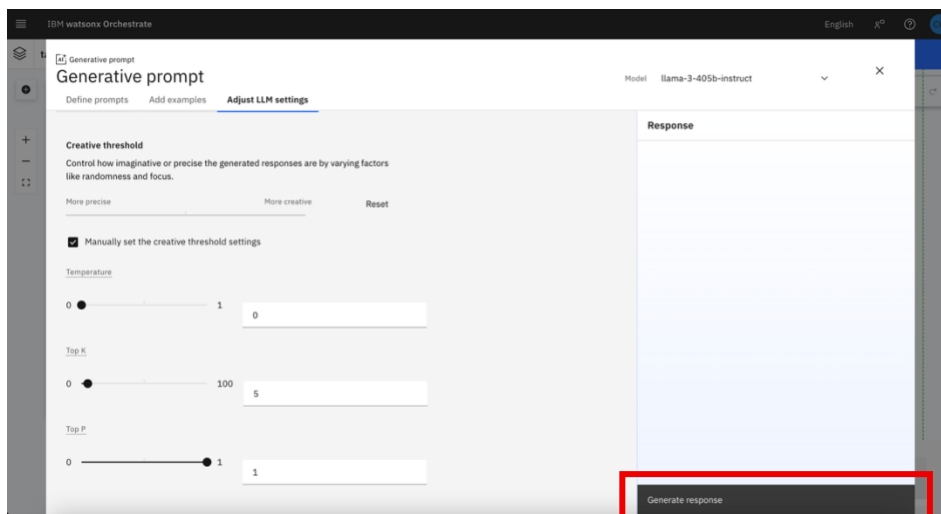 IBM watsonx Orchestrate
English
Generative prompt
Generative prompt
Model llama-3-405b-instruct
Define prompts Add examples Adjust LLM settings
Response
Creative threshold
Control how imaginative or precise the generated responses are by varying factors
like randomness and focus.
More precise More creative Reset
Manually set the creative threshold settings
Temperature
0 1 0
Top K
0 100 5
Top P
0 1 1
Generate response